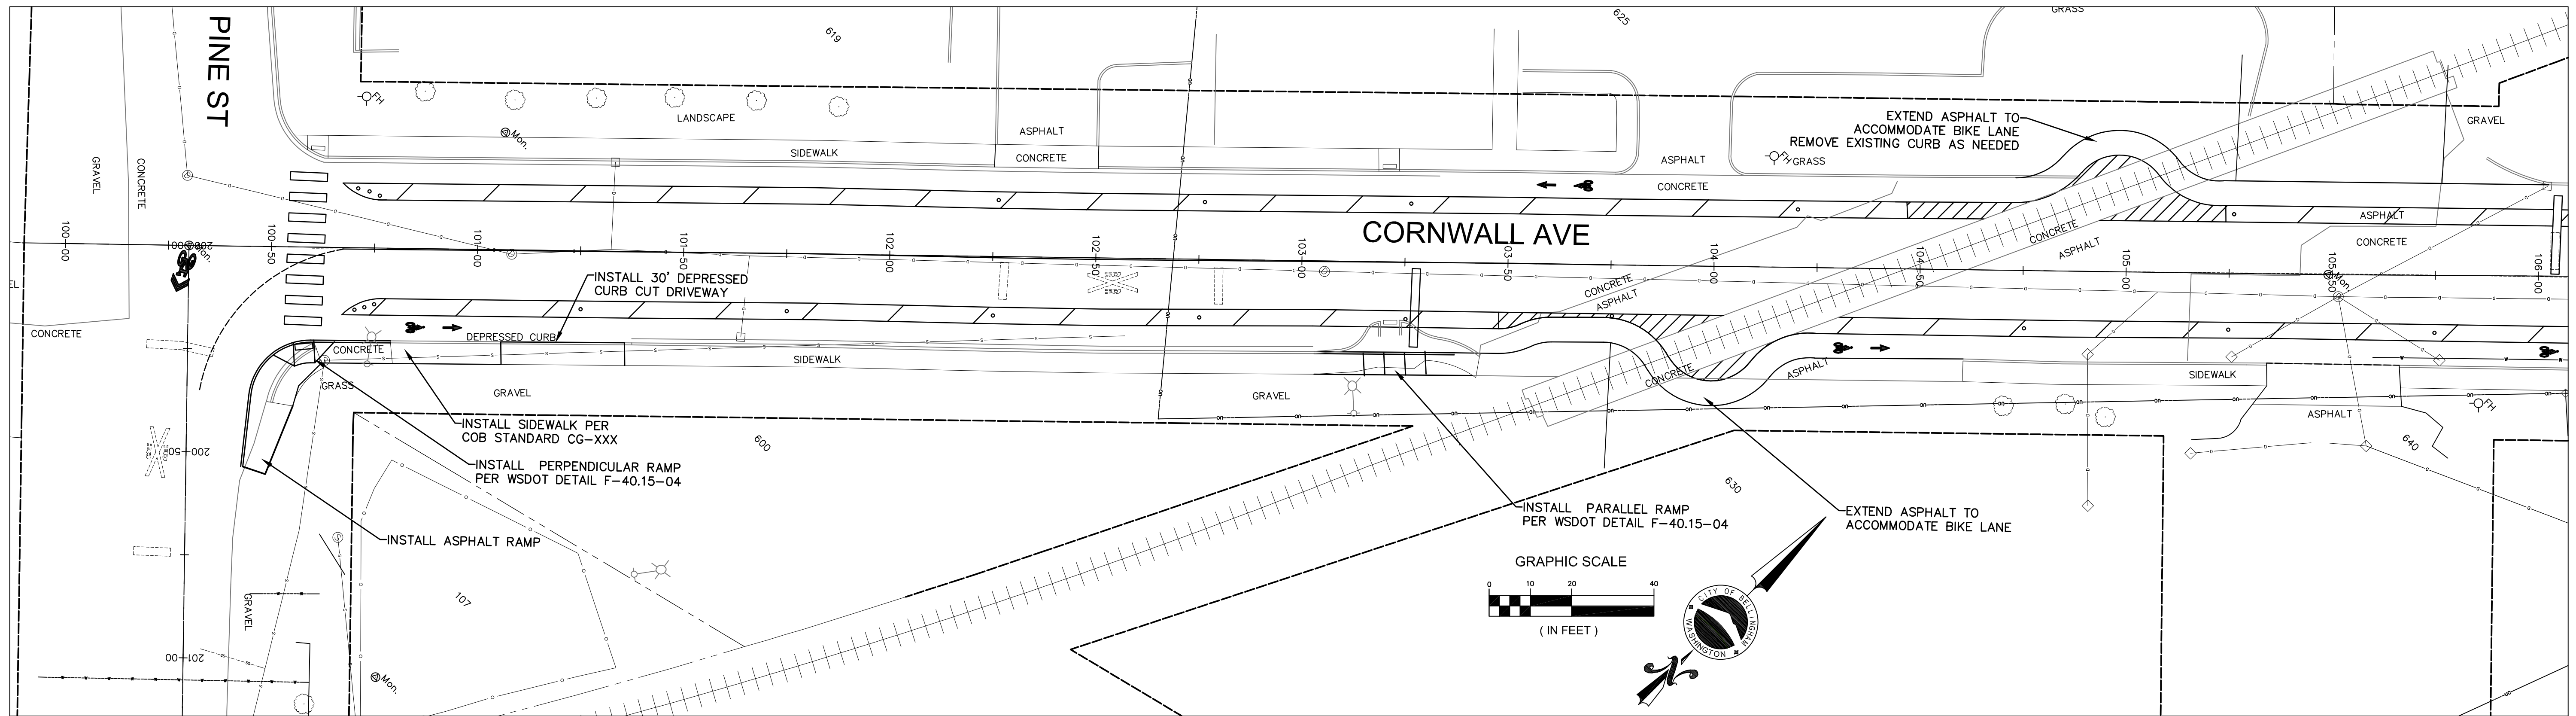 PINE ST
619
625
GRASS
FH
Mon.
LANDSCAPE
ASPHALT
SIDEWALK
CONCRETE
ASPHALT
FH
GRASS
CONCRETE
EXTEND ASPHALT TO
ACCOMMODATE BIKE LANE
REMOVE EXISTING CURB AS NEEDED
GRAVEL
GRAVEL
CONCRETE
ASPHALT
CONCRETE
CORNWALL AVE
100+00
100+50
101+00
101+50
102+00
102+50
103+00
103+50
104+00
104+50
105+00
105+50
106+00
Mon.
Mon.
CONCRETE
ASPHALT
CONCRETE
ASPHALT
INSTALL 30' DEPRESSED
CURB CUT DRIVEWAY
CONCRETE
DEPRESSED CURB
CONCRETE
SIDEWALK
GRASS
GRAVEL
GRAVEL
CONCRETE
ASPHALT
SIDEWALK
ASPHALT
FH
640
INSTALL SIDEWALK PER
COB STANDARD CG-XXX
600
INSTALL PERPENDICULAR RAMP
PER WSDOT DETAIL F-40.15-04
200+50
630
INSTALL PARALLEL RAMP
PER WSDOT DETAIL F-40.15-04
EXTEND ASPHALT TO
ACCOMMODATE BIKE LANE
INSTALL ASPHALT RAMP
GRAPHIC SCALE
0 10 20 40
( IN FEET )
CITY OF BELLINGHAM
WASHINGTON
GRAVEL
107
201+00
Mon.